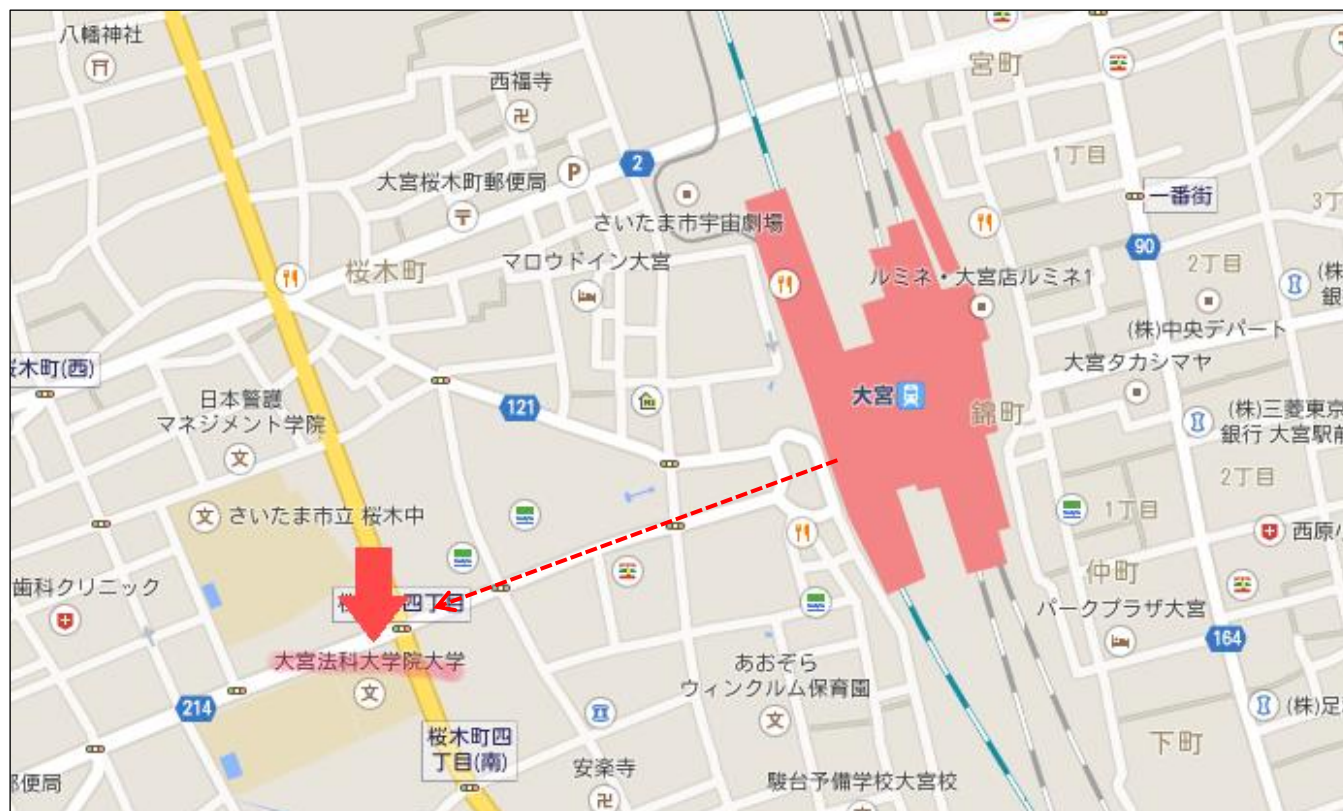 八幡神社
宮町
西福寺
1丁目
2
P
大宮桜木町郵便局
一番街
3丁
さいたま市宇宙劇場
90
桜木町
マロウドイン大宮
ルミネ・大宮店ルミネ1
2丁目
(株
銀
(株)中央デパート
木町(西)
大宮タカシマヤ
日本警護
マネジメント学院
121
大宮
錦町
(株)三菱東京
銀行 大宮駅前
2丁目
文
文
さいたま市立 桜木中
1丁目
西原
歯科クリニック
四丁目
仲町
パークプラザ大宮
164
大宮法科大学院大学
文
あおぞら
ウィンクルム保育園
文
214
(株)足
桜木町四
丁目(南)
下町
安楽寺
郵便局
駿台予備学校大宮校